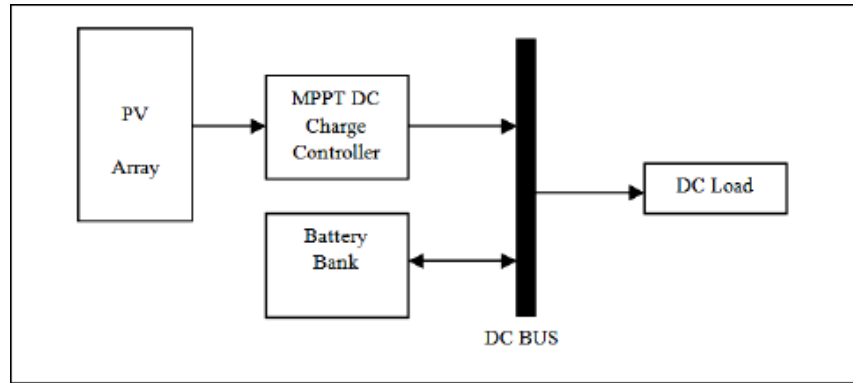 PV
Array
MPPT DC
Charge
Controller
Battery
Bank
DC Load
DC BUS